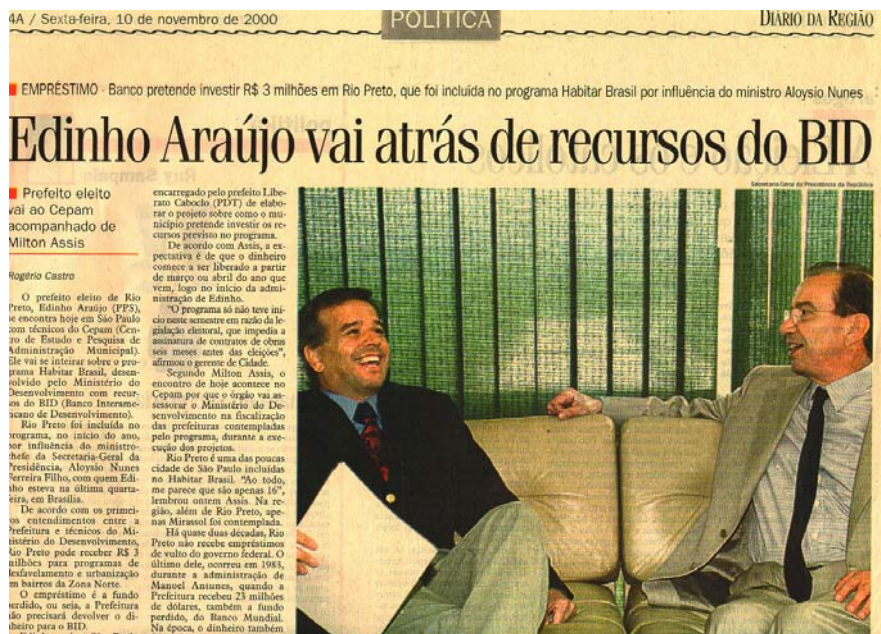 4A / Sexta-feira, 10 de novembro de 2000
POLÍTICA
DIÁRIO DA REGIÃO
EMPRÉSTIMO - Banco pretende investir R$ 3 milhões em Rio Preto, que foi incluída no programa Habitar Brasil por influência do ministro Aloysio Nunes
Edinho Araújo vai atrás de recursos do BID
Secretaria-Geral da Presidência da República
Prefeito eleito
vai ao Cepam
acompanhado de
Milton Assis
Rogério Castro
O prefeito eleito de Rio
Preto, Edinho Araújo (PPS),
se encontra hoje em São Paulo
com técnicos do Cepam (Cen-
tro de Estudo e Pesquisa de
Administração Municipal).
Ele vai se inteirar sobre o pro-
grama Habitar Brasil, desen-
volvido pelo Ministério do
Desenvolvimento com recur-
sos do BID (Banco Interame-
ricano de Desenvolvimento).
Rio Preto foi incluída no
programa, no início do ano,
por influência do ministro-
chefe da Secretaria-Geral da
Presidência, Aloysio Nunes
Ferreira Filho, com quem Edi-
nho esteve na última quarta-
feira, em Brasília.
De acordo com os primei-
ros entendimentos entre a
Prefeitura e técnicos do Mi-
nistério do Desenvolvimento,
Rio Preto pode receber R$ 3
milhões para programas de
desfavelamento e urbanização
em bairros da Zona Norte.
O empréstimo é a fundo
perdido, ou seja, a Prefeitura
não precisará devolver o di-
nheiro para o BID.
encarregado pelo prefeito Libe-
rato Caboclo (PDT) de elabo-
rar o projeto sobre como o mu-
nicípio pretende investir os re-
cursos previsto no programa.
De acordo com Assis, a ex-
pectativa é de que o dinheiro
comece a ser liberado a partir
de março ou abril do ano que
vem, logo no início da admi-
nistração de Edinho.
"O programa só não teve iní-
cio neste semestre em razão da le-
gislação eleitoral, que impedia a
assinatura de contratos de obras
seis meses antes das eleições",
afirmou o gerente de Cidade.
Segundo Milton Assis, o
encontro de hoje acontece no
Cepam por que o órgão vai as-
sessorar o Ministério do De-
senvolvimento na fiscalização
das prefeituras contempladas
pelo programa, durante a exe-
cução dos projetos.
Rio Preto é uma das poucas
cidade de São Paulo incluídas
no Habitar Brasil. "Ao todo,
me parece que são apenas 16",
lembrou ontem Assis. Na re-
gião, além de Rio Preto, ape-
nas Mirassol foi contemplada.
Há quase duas décadas, Rio
Preto não recebe empréstimos
de vulto do governo federal. O
último dele, ocorreu em 1983,
durante a administração de
Manoel Antunes, quando a
Prefeitura recebeu 23 milhões
de dólares, também a fundo
perdido, do Banco Mundial.
Na época, o dinheiro também